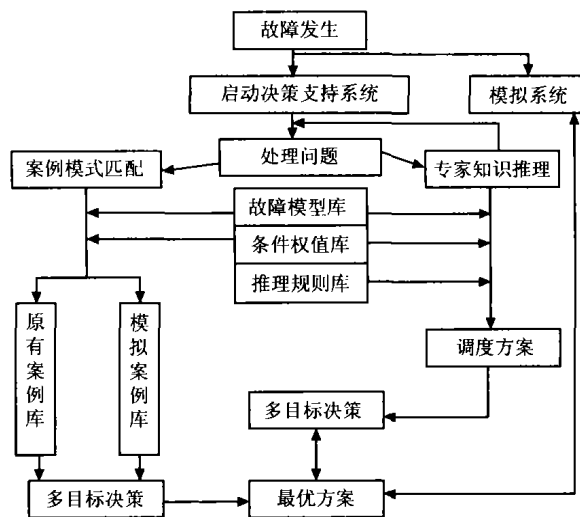 故障发生
启动决策支持系统
模拟系统
案例模式匹配
处理问题
专家知识推理
故障模型库
条件权值库
推理规则库
原有案例库
模拟案例库
调度方案
多目标决策
多目标决策
最优方案